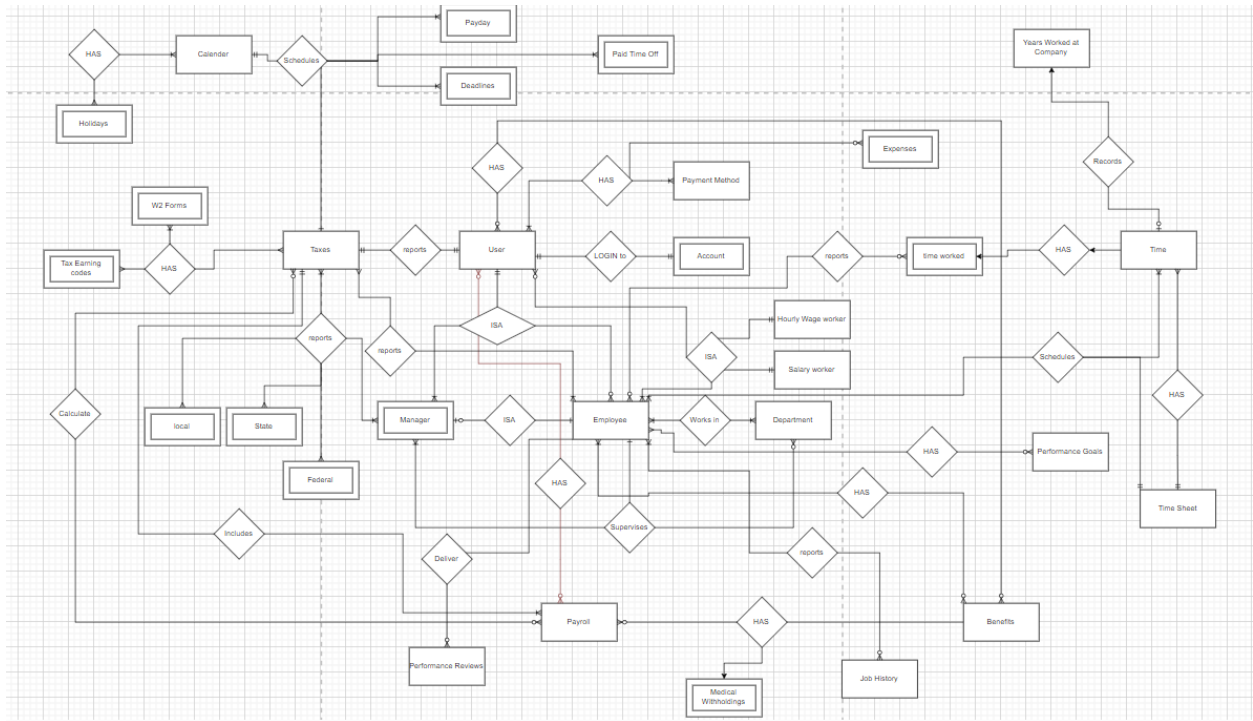 Payday
Years Worked at
Company
HAS
Calender
Schedules
Paid Time Off
Deadlines
Holidays
Expenses
HAS
HAS
Payment Method
Records
W2 Forms
Taxes
reports
User
LOGIN to
Account
reports
time worked
HAS
Time
Tax Earning
codes
HAS
Hourly Wage worker
ISA
reports
reports
ISA
Schedules
Salary worker
Calculate
local
State
Manager
ISA
Employee
Works in
Department
HAS
HAS
Performance Goals
Federal
HAS
HAS
Time Sheet
Includes
Supervises
Deliver
reports
Payroll
HAS
Benefits
Performance Reviews
Job History
Medical
Withholdings